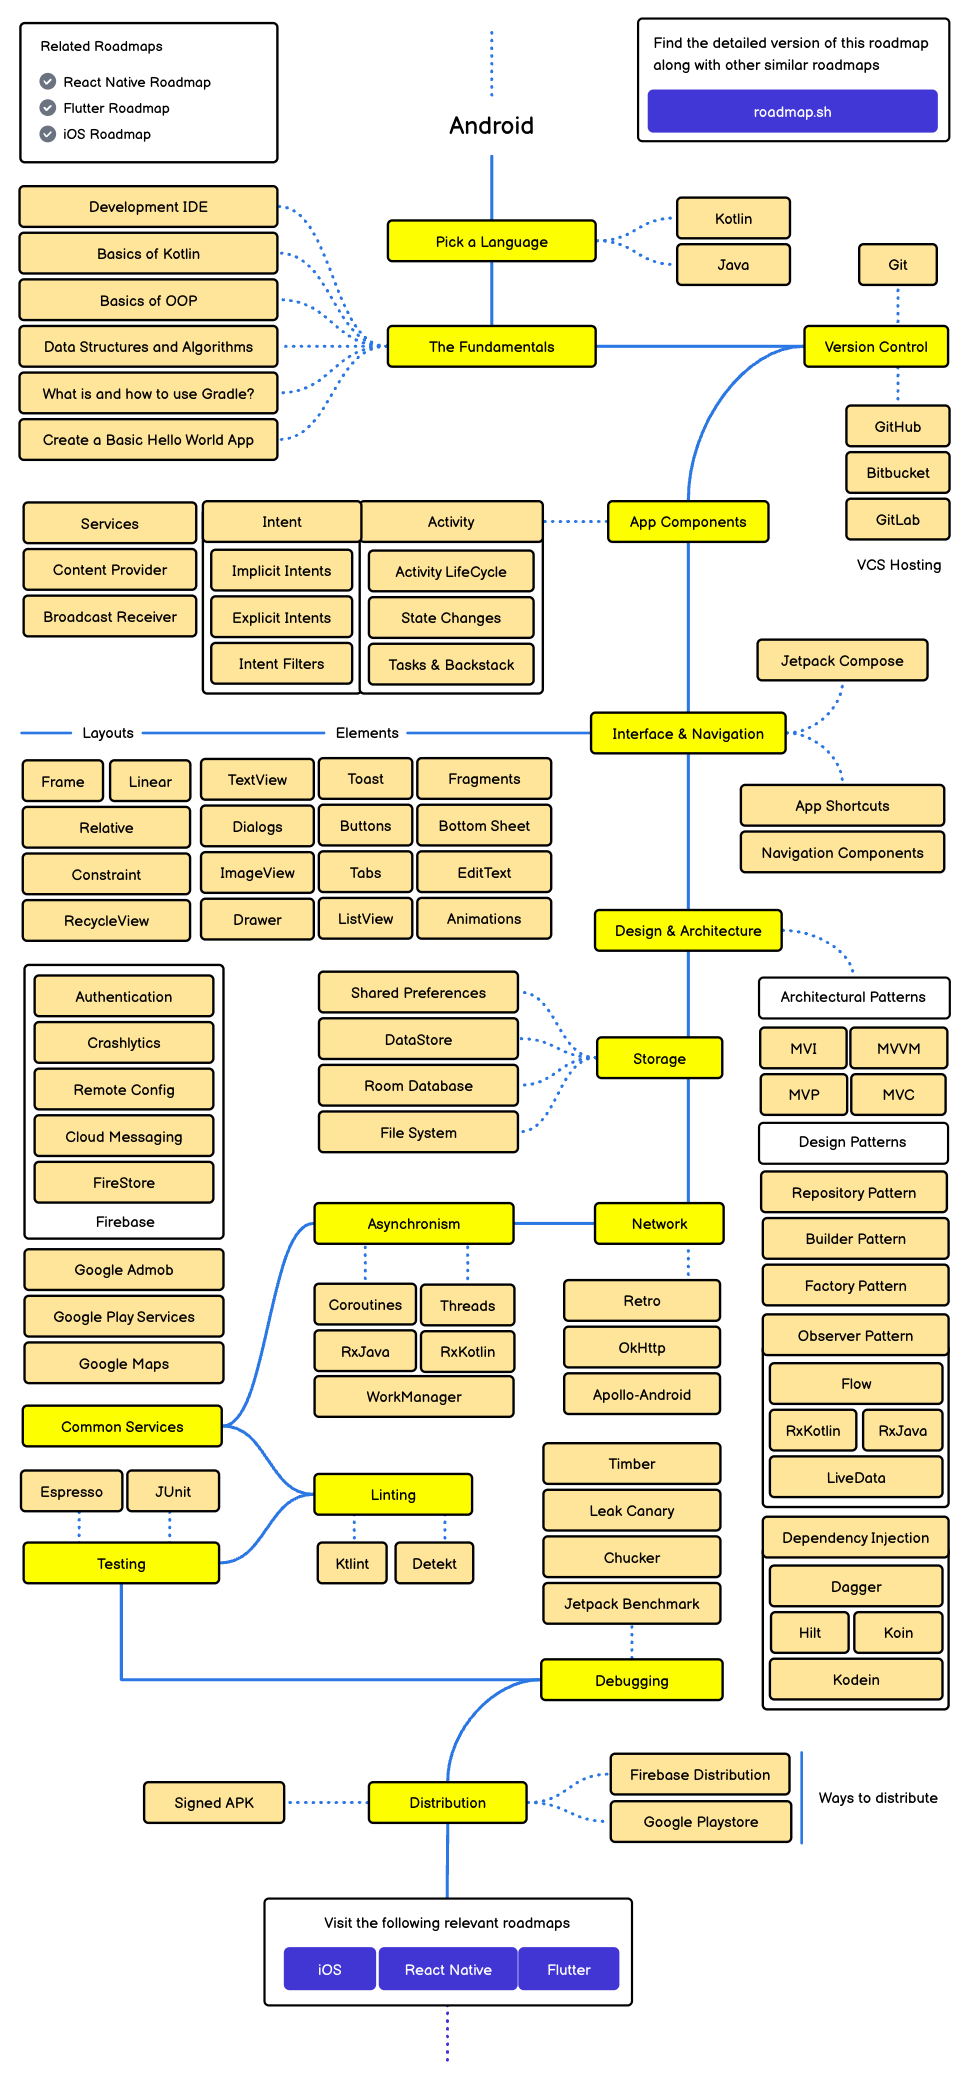 Related Roadmaps
React Native Roadmap
Flutter Roadmap
iOS Roadmap
Find the detailed version of this roadmap
along with other similar roadmaps
roadmap.sh
Android
Pick a Language
Kotlin
Java
Development IDE
Basics of Kotlin
Basics of OOP
Data Structures and Algorithms
What is and how to use Gradle?
Create a Basic Hello World App
The Fundamentals
Git
Version Control
GitHub
Bitbucket
GitLab
VCS Hosting
Services
Content Provider
Broadcast Receiver
Intent
Implicit Intents
Explicit Intents
Intent Filters
Activity
Activity LifeCycle
State Changes
Tasks & Backstack
App Components
Jetpack Compose
Interface & Navigation
App Shortcuts
Navigation Components
Layouts
Elements
Frame
Linear
Relative
Constraint
RecycleView
TextView
Toast
Fragments
Dialogs
Buttons
Bottom Sheet
ImageView
Tabs
EditText
Drawer
ListView
Animations
Design & Architecture
Architectural Patterns
MVI
MVVM
MVP
MVC
Design Patterns
Repository Pattern
Builder Pattern
Factory Pattern
Observer Pattern
Flow
RxKotlin
RxJava
LiveData
Dependency Injection
Dagger
Hilt
Koin
Kodein
Shared Preferences
DataStore
Room Database
File System
Storage
Authentication
Crashlytics
Remote Config
Cloud Messaging
FireStore
Firebase
Google Admob
Google Play Services
Google Maps
Common Services
Asynchronism
Coroutines
Threads
RxJava
RxKotlin
WorkManager
Network
Retro
OkHttp
Apollo-Android
Linting
Ktlint
Detekt
Espresso
JUnit
Testing
Timber
Leak Canary
Chucker
Jetpack Benchmark
Debugging
Signed APK
Distribution
Firebase Distribution
Google Playstore
Ways to distribute
Visit the following relevant roadmaps
iOS
React Native
Flutter